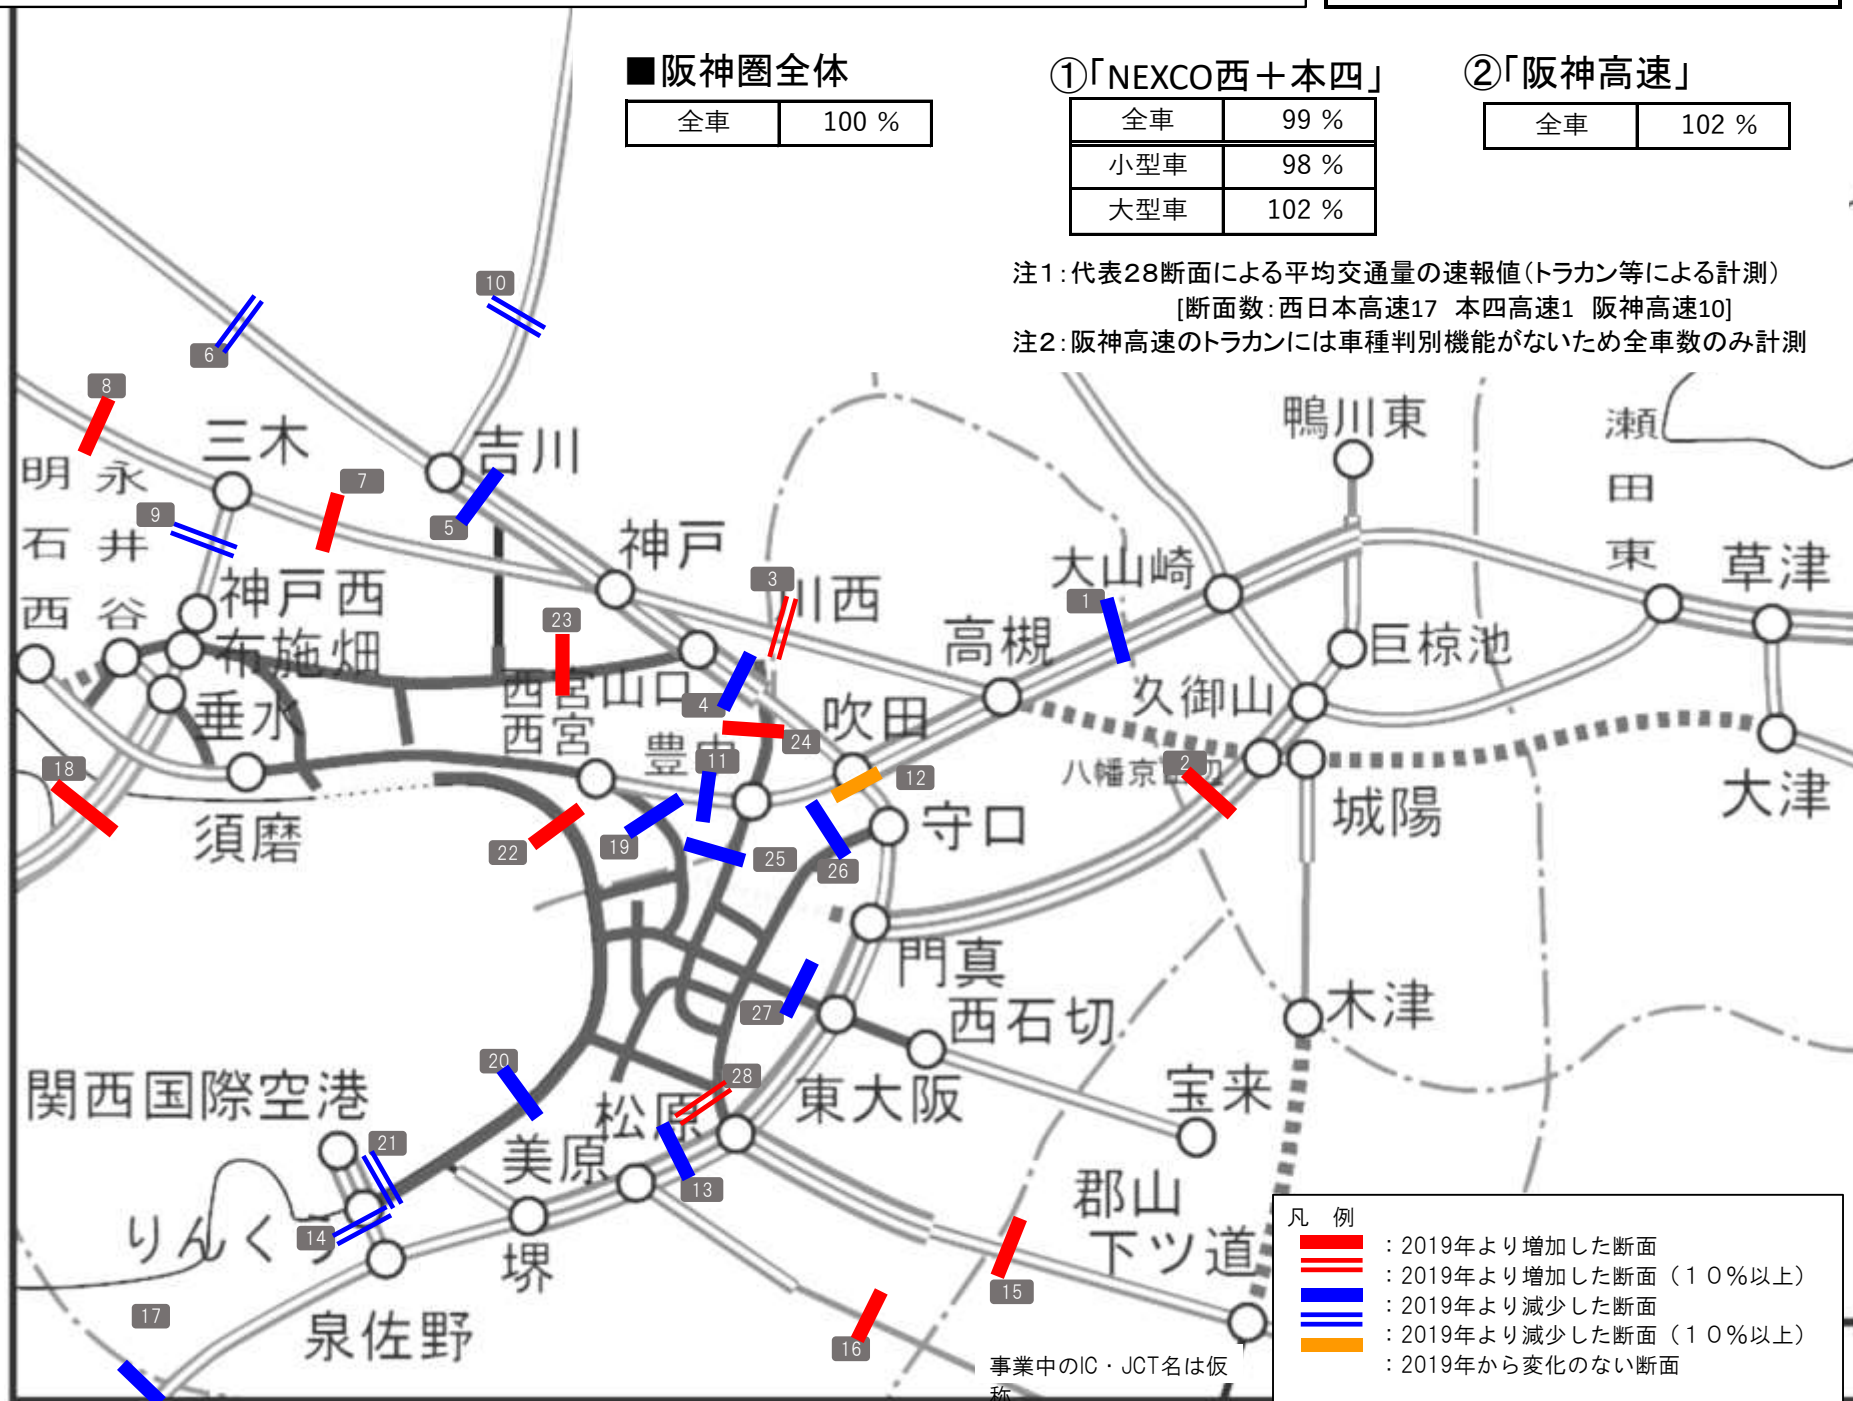 ■阪神圏全体
全車 100 %
①「NEXCO西＋本四」
全車 99 %
小型車 98 %
大型車 102 %
②「阪神高速」
全車 102 %
注１：代表28断面による平均交通量の速報値（トラカン等による計測）
[断面数：西日本高速17 本四高速1 阪神高速10]
注２：阪神高速のトラカンには車種判別機能がないため全車数のみ計測
10
6
8
三木
吉川
鴨川東
瀬田東
明石西
永井谷
7
9
5
神戸
大山崎
草津
3
川西
1
神戸西
布施畑
23
高槻
巨椋池
西宮山口
西宮
4
吹田
久御山
垂水
豊中
24
11
12
八幡京田辺
2
18
大津
須磨
守口
城陽
22
19
25
26
門真
27
西石切
木津
20
28
関西国際空港
松原
東大阪
宝来
21
美原
13
郡山
下ツ道
14
りんくう
堺
15
17
泉佐野
16
事業中のIC・JCT名は仮
称
凡 例
：2019年より増加した断面
：2019年より増加した断面（１０％以上）
：2019年より減少した断面
：2019年より減少した断面（１０％以上）
：2019年から変化のない断面